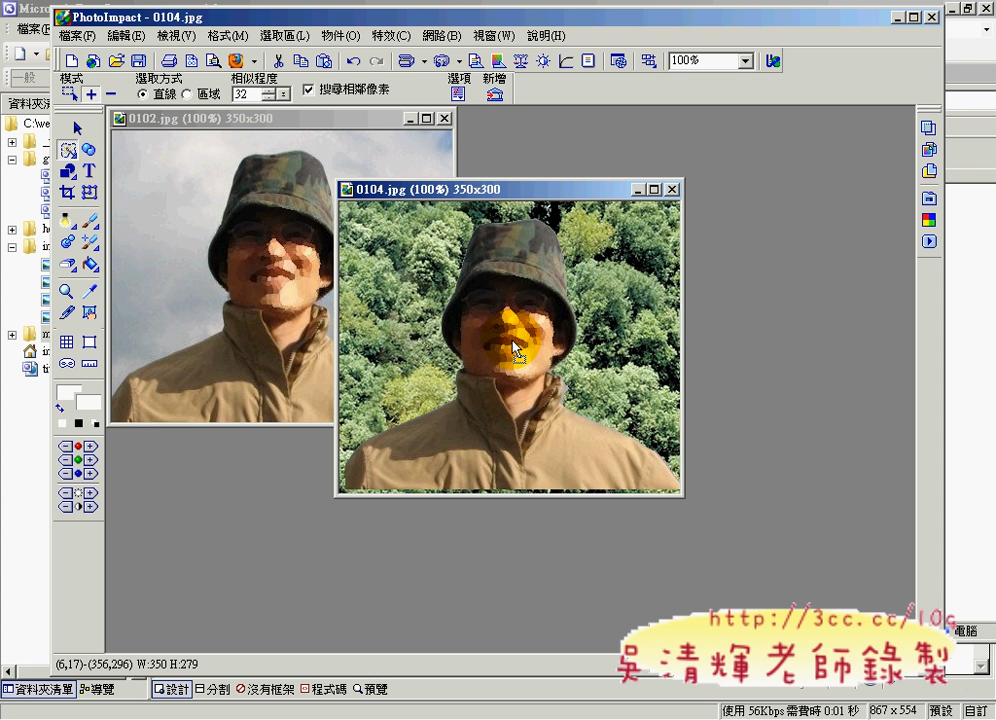 Micro
PhotoImpact - 0104.jpg
檔案(F) 編輯(E) 檢視(V) 格式(M) 選取區(L) 物件(O) 特效(C) 網路(B) 視窗(W) 說明(H)
檔案(F
100%
模式 選取方式 相似程度 選項 新增
一般
直線 區域 32 搜尋相鄰像素
資料夾清
C:\we
0102.jpg (100%) 350x300
0104.jpg (100%) 350x300
(6,17)-(356,296) W:350 H:279
http://3cc.cc/10q
電腦
吳清輝老師錄製
資料夾清單 導覽 設計 分割 沒有框架 程式碼 預覽
使用 56Kbps 需費時 0:01 秒 867 x 554 預設 自訂